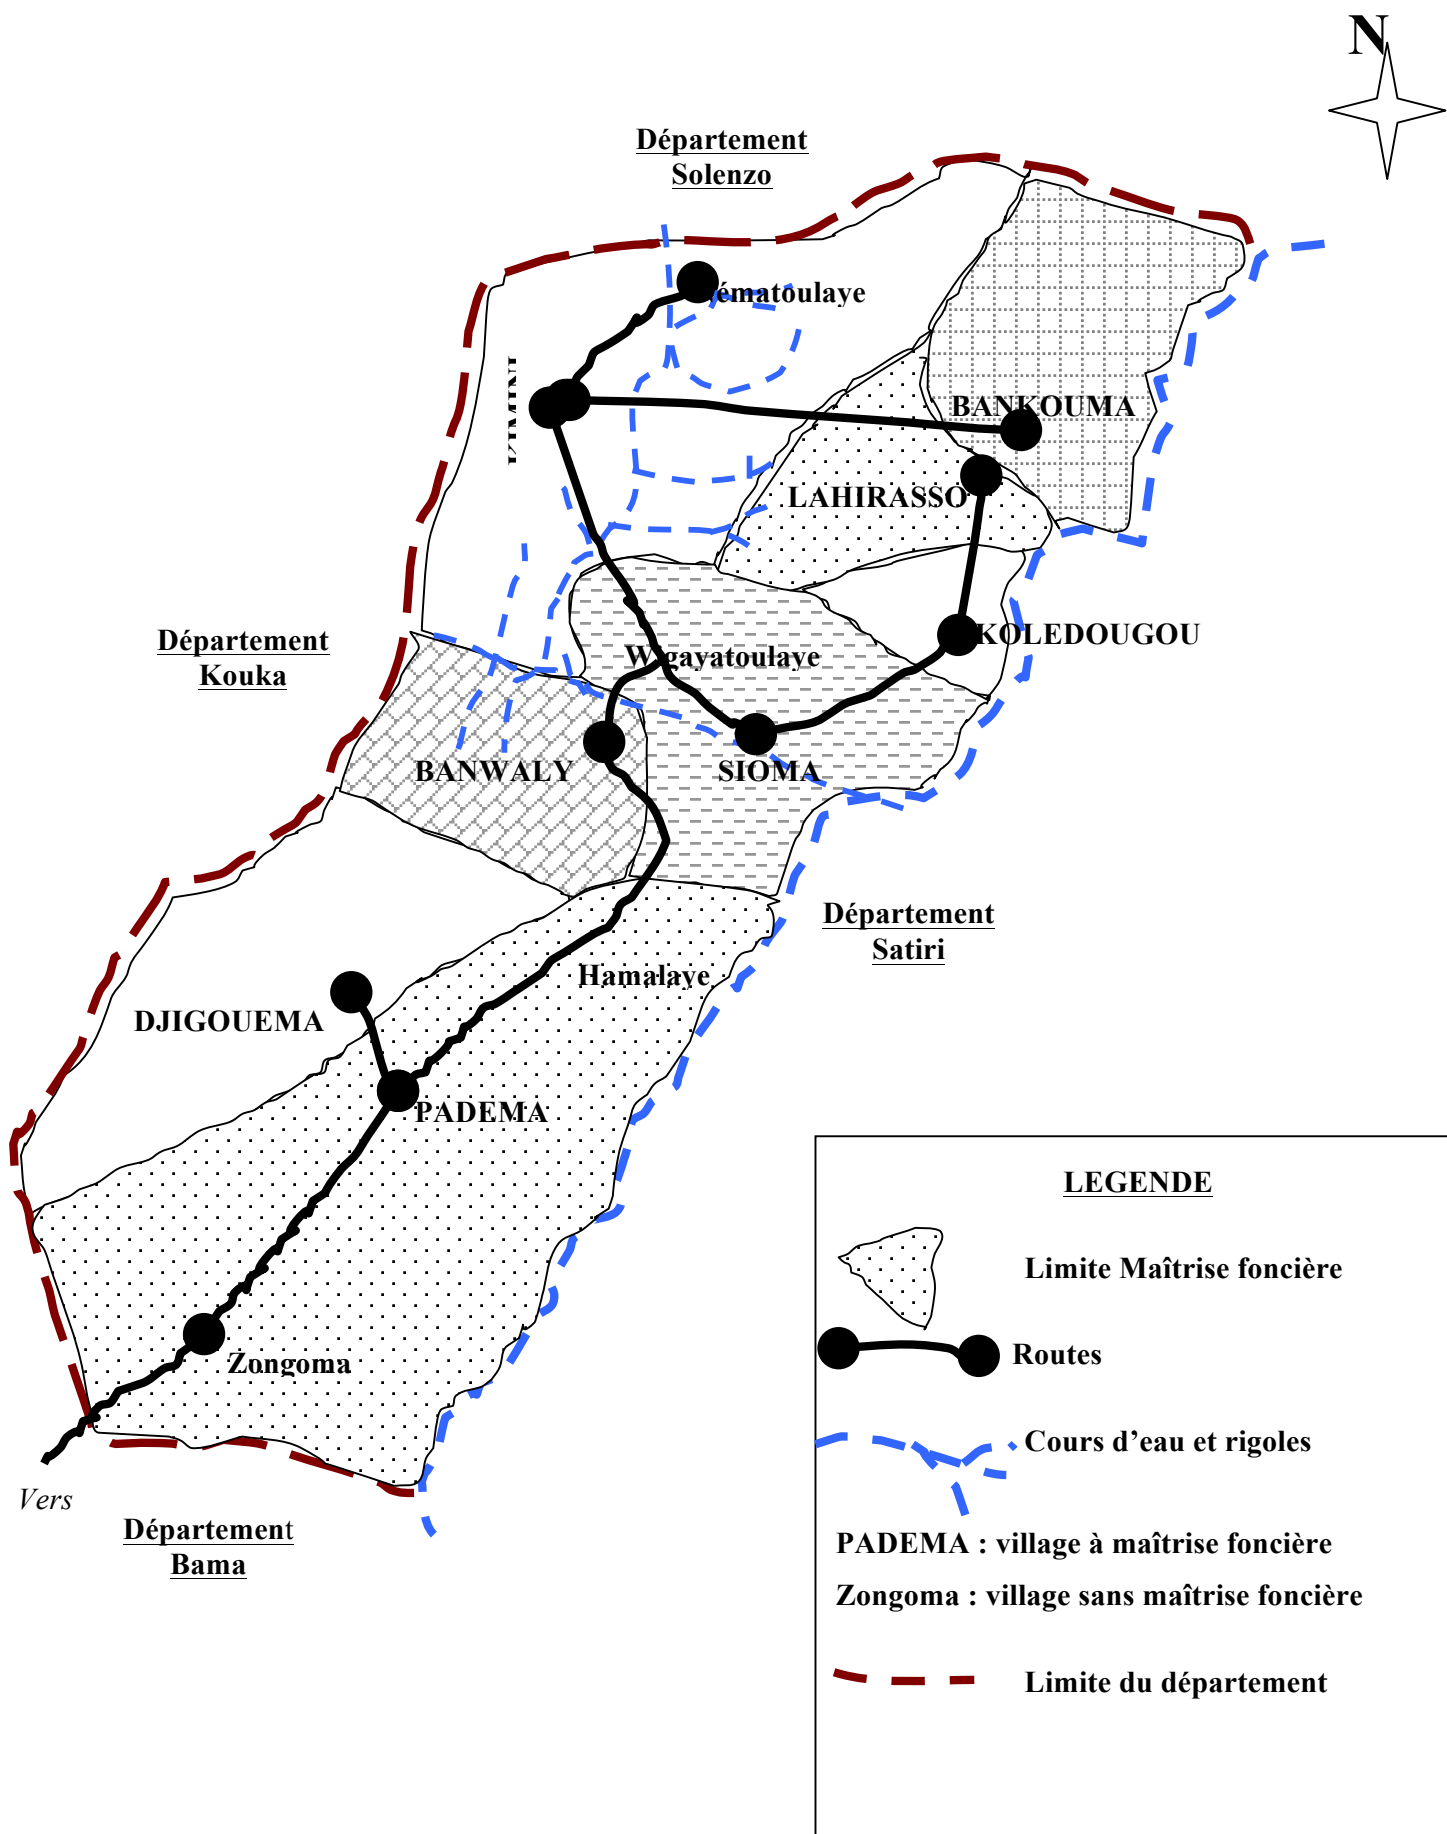 N
Département
Solenzo
ématoulaye
BANKOUMA
LAHIRASSO
Département
Kouka
KOLEDOUGOU
Wagayatoulaye
BANWALY
SIOMA
Département
Satiri
Hamalaye
DJIGOUEMA
PADEMA
Zongoma
Vers
Département
Bama
LEGENDE
Limite Maîtrise foncière
Routes
Cours d’eau et rigoles
PADEMA : village à maîtrise foncière
Zongoma : village sans maîtrise foncière
Limite du département